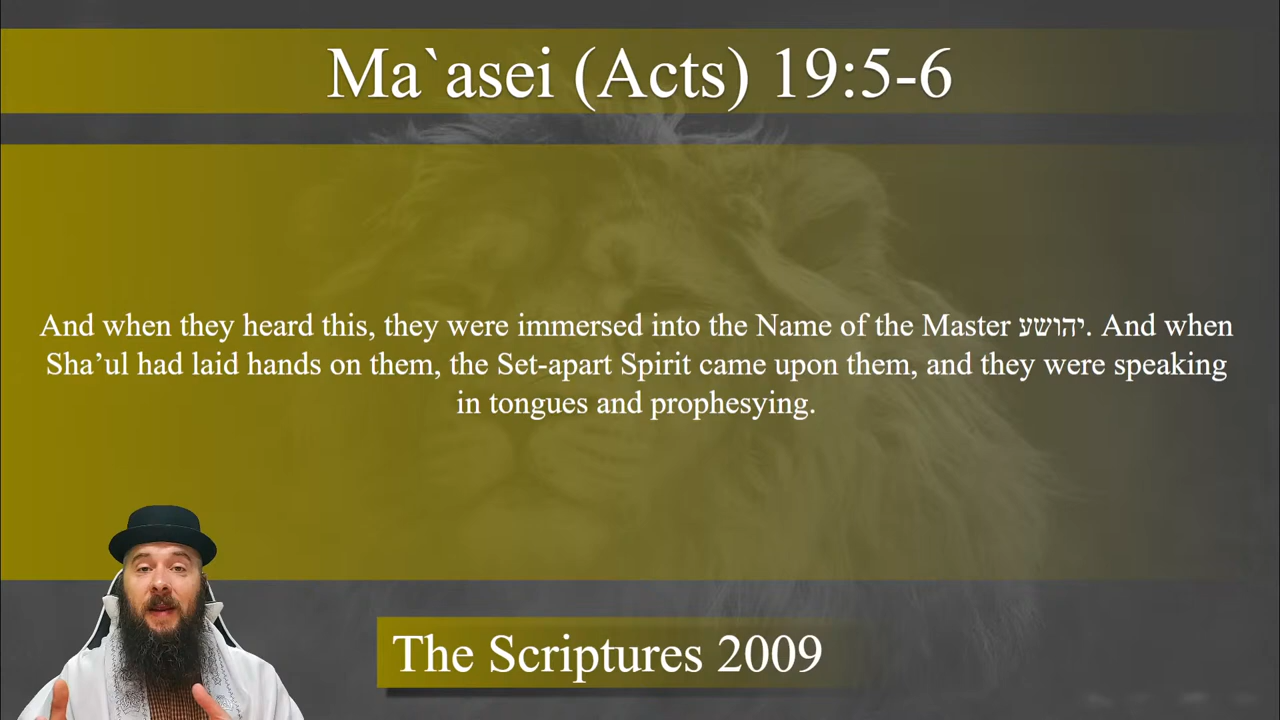 Ma`asei (Acts) 19:5-6
And when they heard this, they were immersed into the Name of the Master יהושע. And when
Sha’ul had laid hands on them, the Set-apart Spirit came upon them, and they were speaking
in tongues and prophesying.
The Scriptures 2009